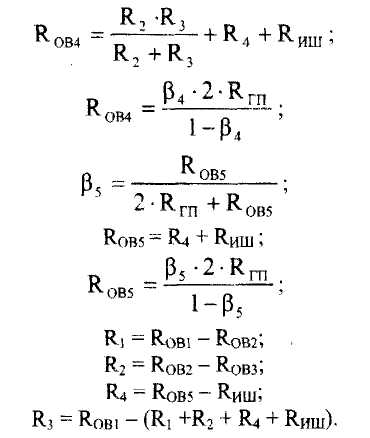 R_ОВ4 = (R_2 · R_3) / (R_2 + R_3) + R_4 + R_ИШ ;
R_ОВ4 = (β_4 · 2 · R_ГП) / (1 − β_4) ;
β_5 = R_ОВ5 / (2 · R_ГП + R_ОВ5) ;
R_ОВ5 = R_4 + R_ИШ ;
R_ОВ5 = (β_5 · 2 · R_ГП) / (1 − β_5) ;
R_1 = R_ОВ1 − R_ОВ2;
R_2 = R_ОВ2 − R_ОВ3;
R_4 = R_ОВ5 − R_ИШ;
R_3 = R_ОВ1 − (R_1 +R_2 + R_4 + R_ИШ).